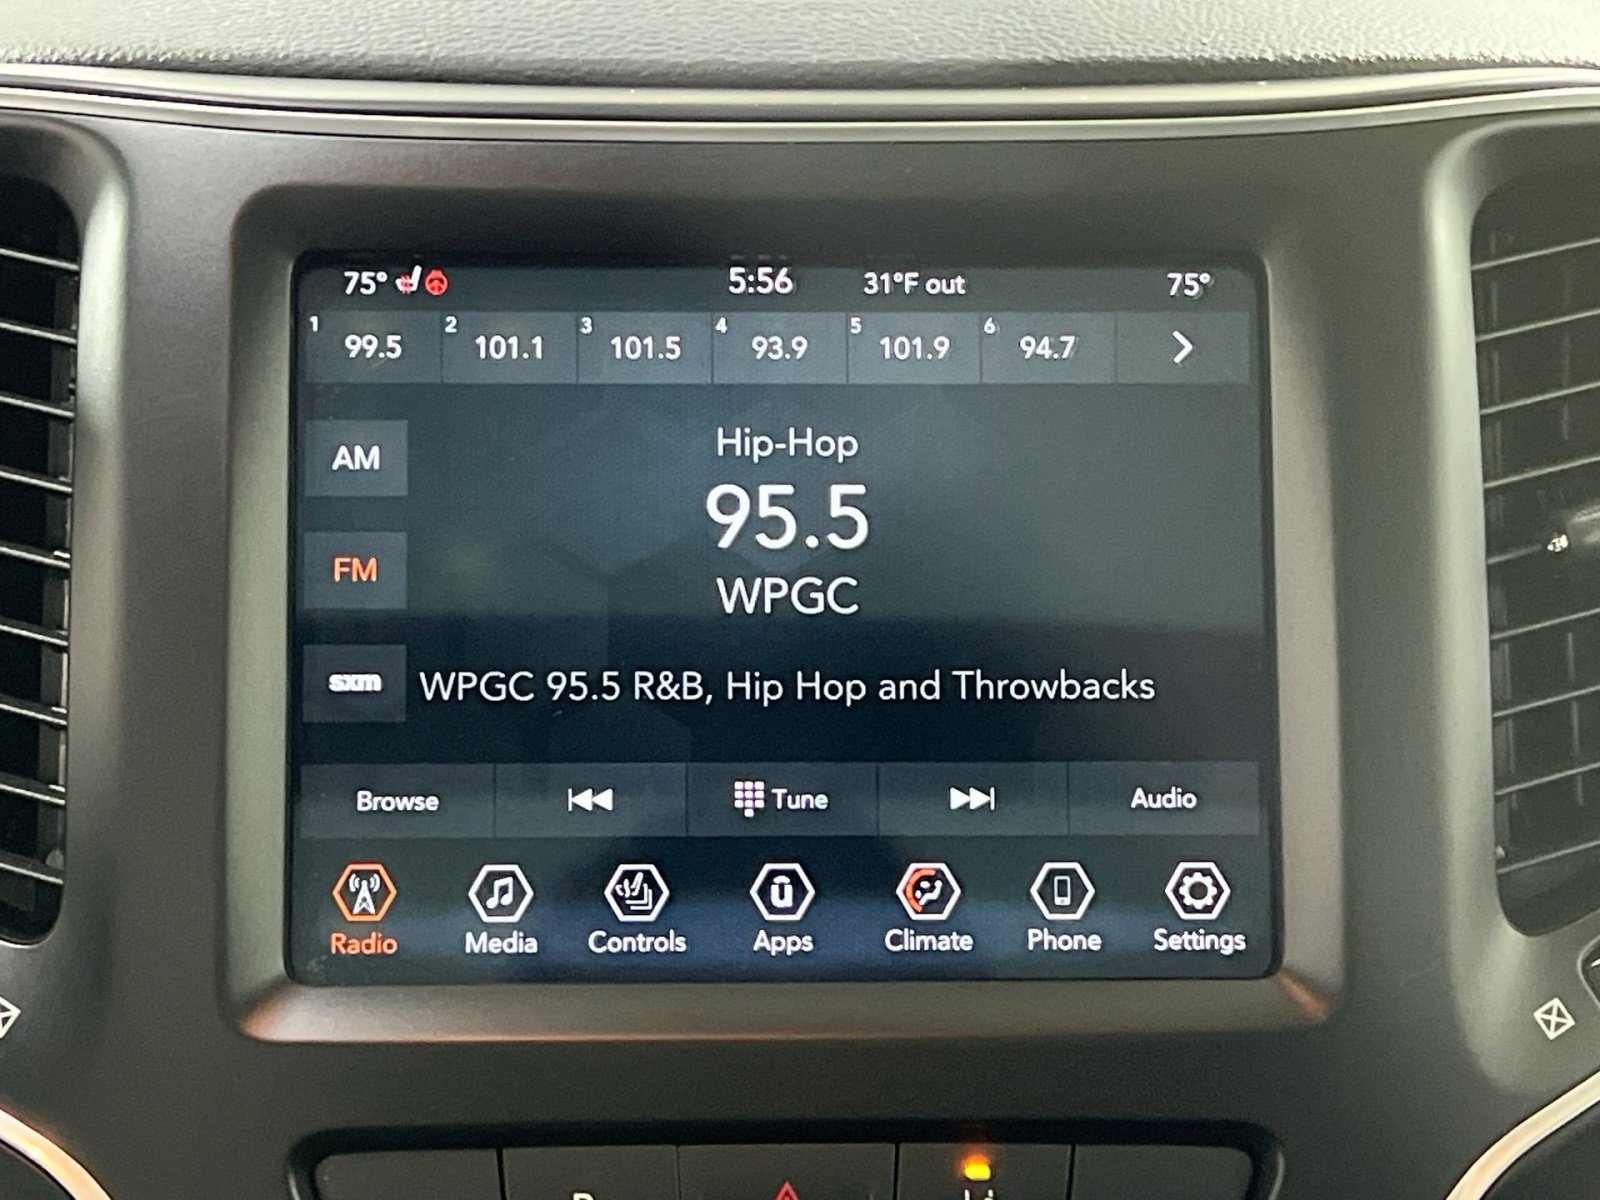 75° 5:56 31°F out 75°
1 99.5 2 101.1 3 101.5 4 93.9 5 101.9 6 94.7
AM
Hip-Hop
95.5
FM
WPGC
sxm
WPGC 95.5 R&B, Hip Hop and Throwbacks
Browse Tune Audio
Radio Media Controls Apps Climate Phone Settings